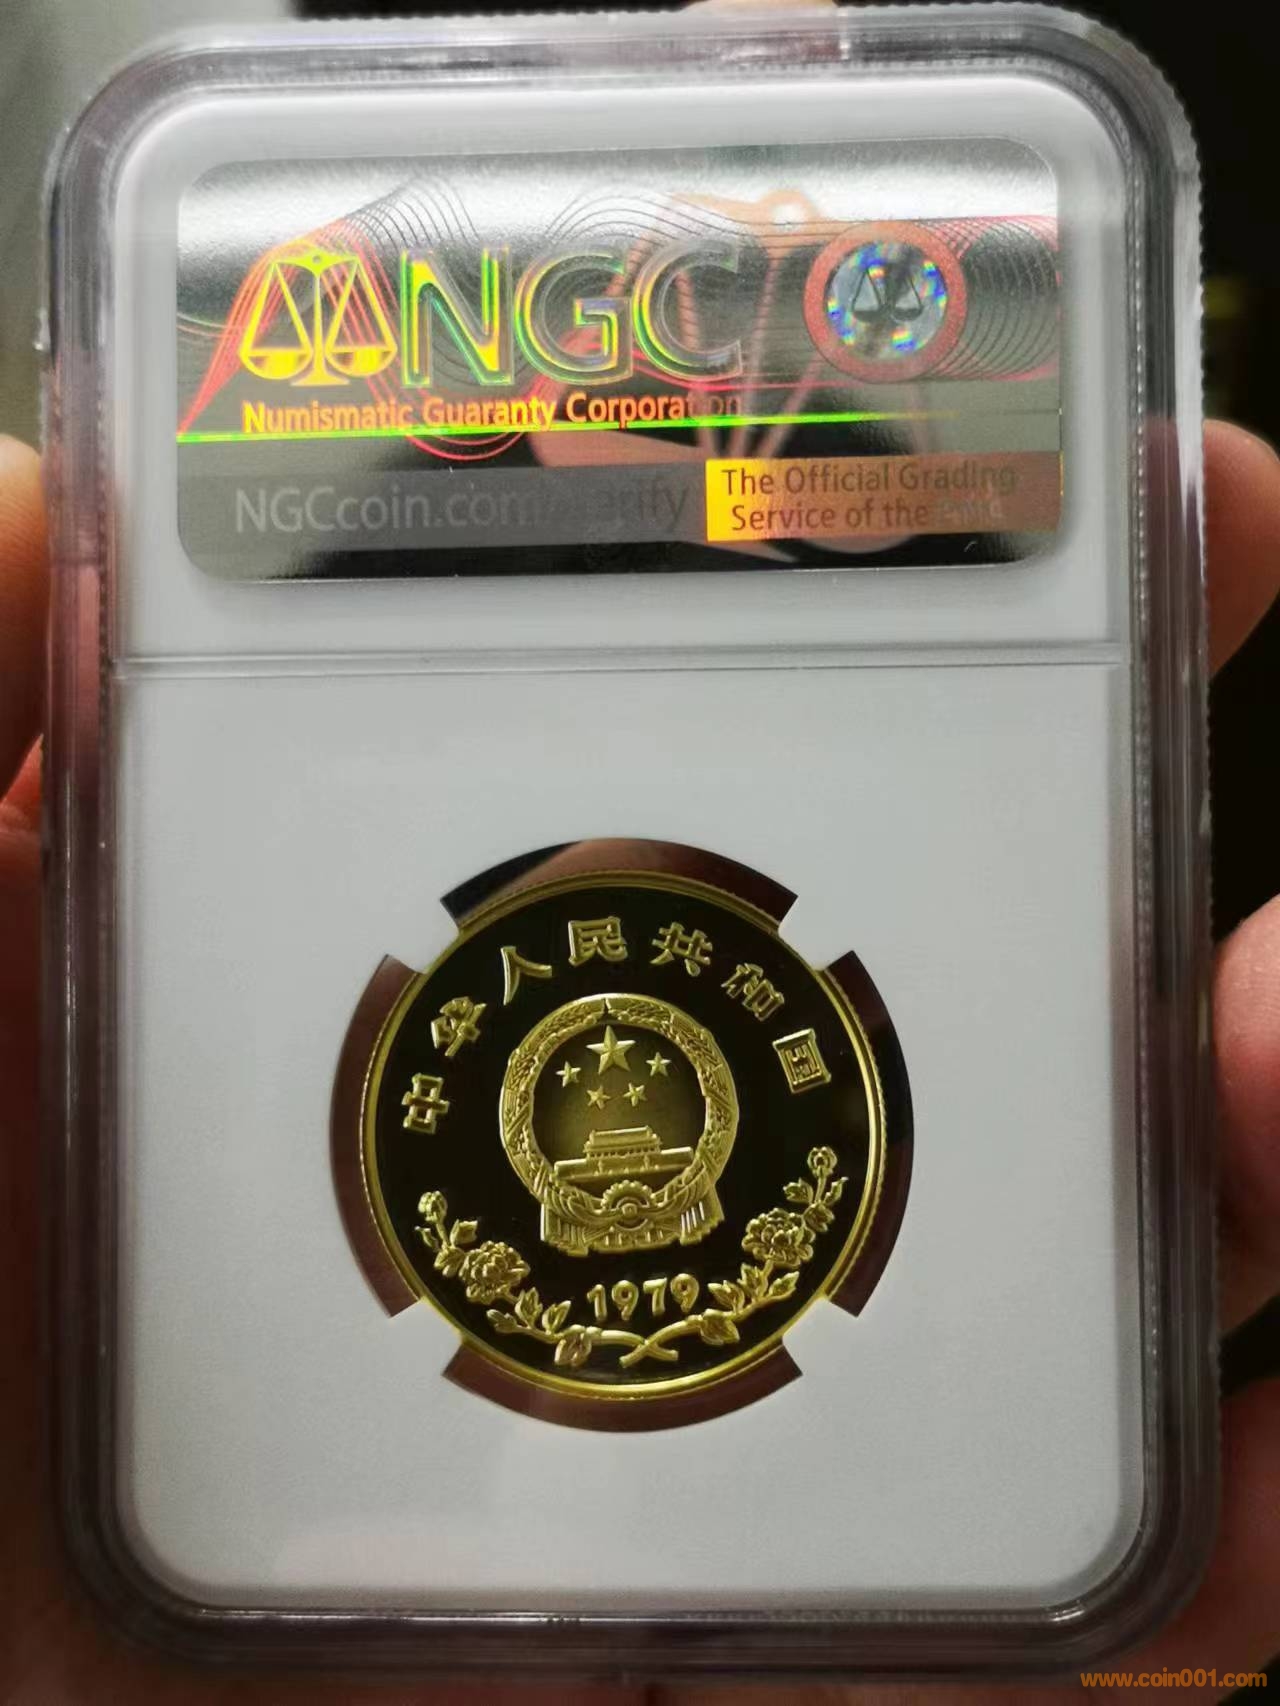 NGC
Numismatic Guaranty Corporation
NGCcoin.com/verify
The Official Grading
Service of the
中华人民共和国
1979
www.coin001.com